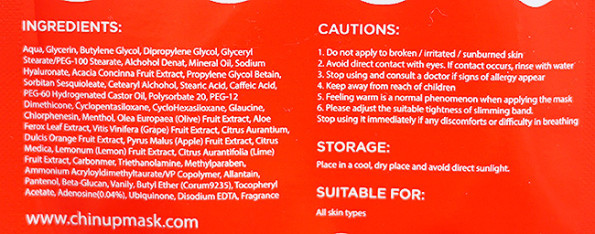 INGREDIENTS:
Aqua, Glycerin, Butylene Glycol, Dipropylene Glycol, Glyceryl
Stearate/PEG-100 Stearate, Alcohol Denat, Mineral Oil, Sodium
Hyaluronate, Acacia Concinna Fruit Extract, Propylene Glycol Betain,
Sorbitan Sesquioleate, Cetearyl Alcohol, Stearic Acid, Caffeic Acid,
PEG-60 Hydrogenated Castor Oil, Polysorbate 20, PEG-12
Dimethicone, Cyclopentasiloxane, CycloHexasiloxane, Glaucine,
Chlorphenesin, Menthol, Olea Europaea (Olive) Fruit Extract, Aloe
Ferox Leaf Extract, Vitis Vinifera (Grape) Fruit Extract, Citrus Aurantium,
Dulcis Orange Fruit Extract, Pyrus Malus (Apple) Fruit Extract, Citrus
Medica, Lemonum (Lemon) Fruit Extract, Citrus Aurantifolia (Lime)
Fruit Extract, Carbonmer, Triethanolamine, Methylparaben,
Ammonium Acryloyldimethyltaurate/VP Copolymer, Allantain,
Pantenol, Beta-Glucan, Vanily, Butyl Ether (Corum9235), Tocopheryl
Acetate, Adenosine(0.04%), Ubiquinone, Disodium EDTA, Fragrance
www.chinupmask.com
CAUTIONS:
1. Do not apply to broken / irritated / sunburned skin
2. Avoid direct contact with eyes. If contact occurs, rinse with water
3. Stop using and consult a doctor if signs of allergy appear
4. Keep away from reach of children
5. Feeling warm is a normal phenomenon when applying the mask
6. Please adjust the suitable tightness of slimming band.
Stop using it immediately if any discomforts or difficulty in breathing
STORAGE:
Place in a cool, dry place and avoid direct sunlight.
SUITABLE FOR:
All skin types